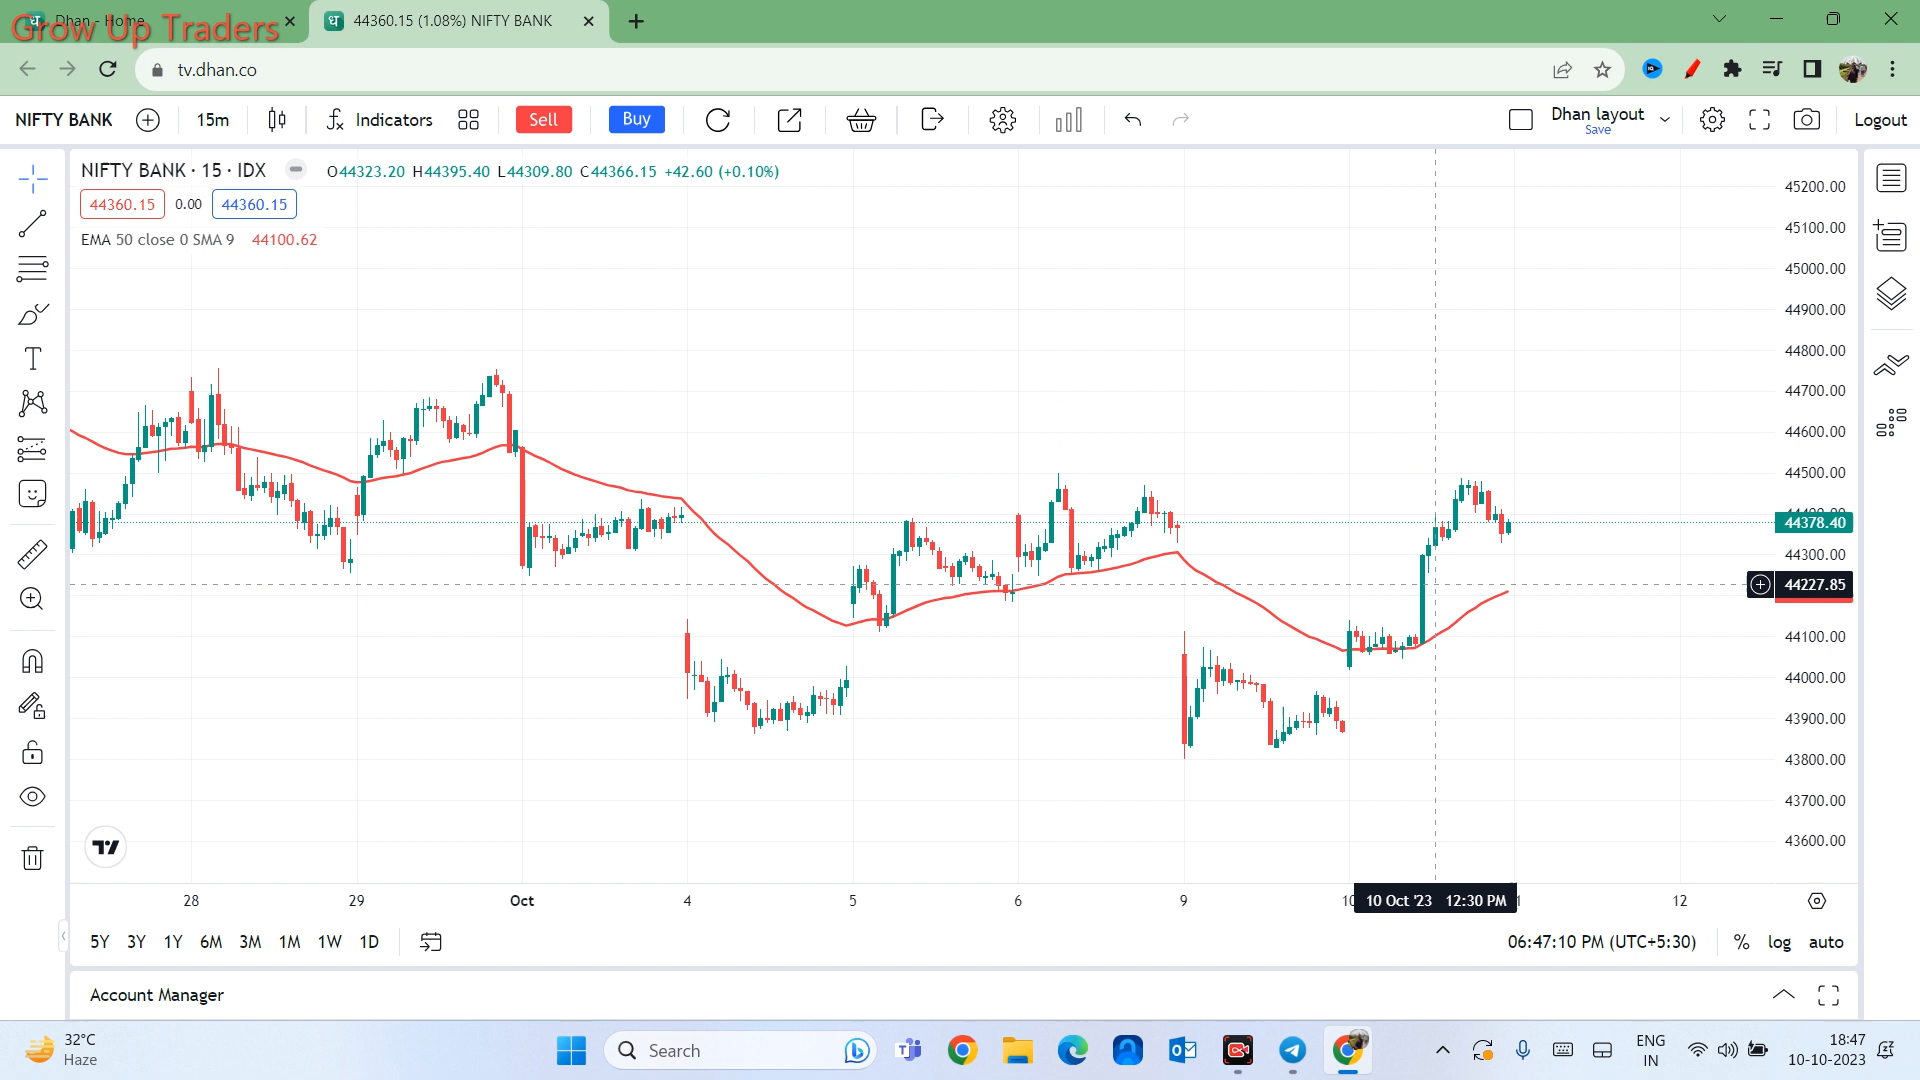 Dhan - Home
44360.15 (1.08%) NIFTY BANK
Grow Up Traders
tv.dhan.co
NIFTY BANK
15m
Indicators
Sell
Buy
Dhan layout
Save
Logout
NIFTY BANK · 15 · IDX
O44323.20 H44395.40 L44309.80 C44366.15 +42.60 (+0.10%)
44360.15
0.00
44360.15
EMA 50 close 0 SMA 9 44100.62
45200.00
45100.00
45000.00
44900.00
44800.00
44700.00
44600.00
44500.00
44378.40
44300.00
44227.85
44100.00
44000.00
43900.00
43800.00
43700.00
43600.00
28
29
Oct
4
5
6
9
10 Oct '23 12:30 PM
12
5Y
3Y
1Y
6M
3M
1M
1W
1D
06:47:10 PM (UTC+5:30)
%
log
auto
Account Manager
32°C
Haze
Search
ENG
IN
18:47
10-10-2023